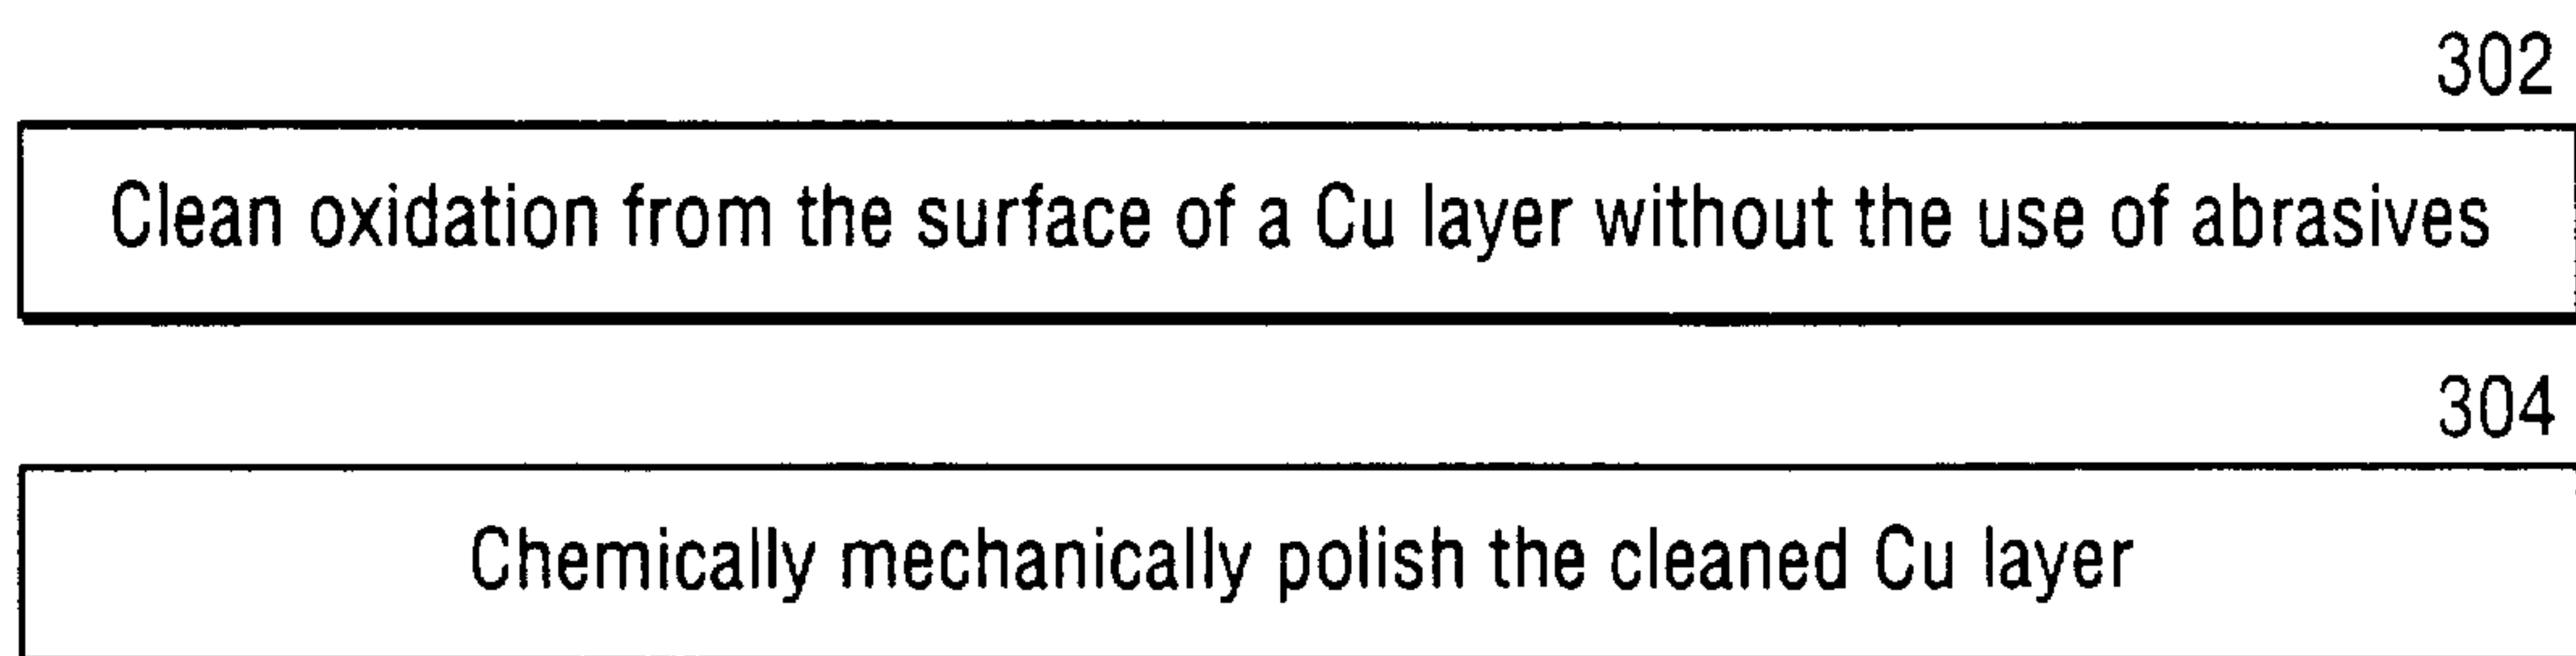 302
Clean oxidation from the surface of a Cu layer without the use of abrasives
304
Chemically mechanically polish the cleaned Cu layer